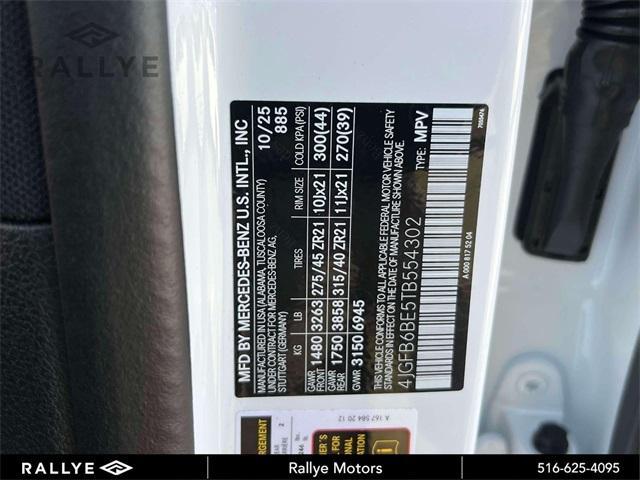 RALLYE
MFD BY MERCEDES-BENZ U.S. INTL., INC
MANUFACTURED IN USA (ALABAMA, TUSCALOOSA COUNTY)
UNDER CONTRACT FOR MERCEDES-BENZ AG,
STUTTGART (GERMANY)
10/25
885
KG LB TIRES RIM SIZE COLD KPA (PSI)
GAWR FRONT 1480 3263 275/45 ZR21 10Jx21 300(44)
GAWR REAR 1750 3858 315/40 ZR21 11Jx21 270(39)
GVWR 3150 6945
THIS VEHICLE CONFORMS TO ALL APPLICABLE FEDERAL MOTOR VEHICLE SAFETY
STANDARDS IN EFFECT ON THE DATE OF MANUFACTURE SHOWN ABOVE.
4JGFB6BE5TB554302 TYPE: MPV
A 000 817 52 04
A 167 584 20 12
RALLYE
Rallye Motors
516-625-4095